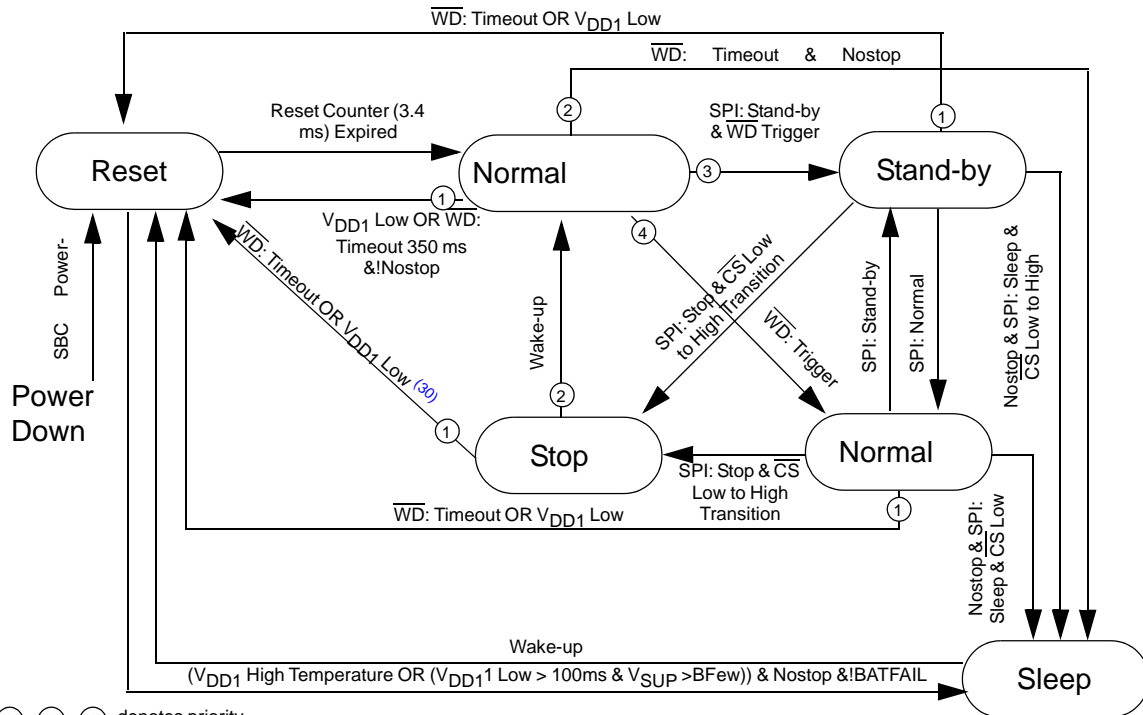 WD: Timeout OR VDD1 Low
WD: Timeout & Nostop
Reset Counter (3.4
ms) Expired
2
SPI: Stand-by
& WD Trigger
1
Reset
Normal
3
Stand-by
1
VDD1 Low OR WD:
Timeout 350 ms
&!Nostop
4
WD: Timeout OR VDD1 Low (30)
SPI: Stop & CS Low
to High Transition
WD: Trigger
SPI: Stand-by
SPI: Normal
Nostop & SPI: Sleep &
CS Low to High
SBC Power-
Wake-up
Power
Down
2
1
Stop
Normal
SPI: Stop & CS
Low to High
Transition
1
WD: Timeout OR VDD1 Low
Nostop & SPI:
Sleep & CS Low
Wake-up
(VDD1 High Temperature OR (VDD11 Low > 100ms & VSUP >BFew)) & Nostop &!BATFAIL
Sleep
denotes priority